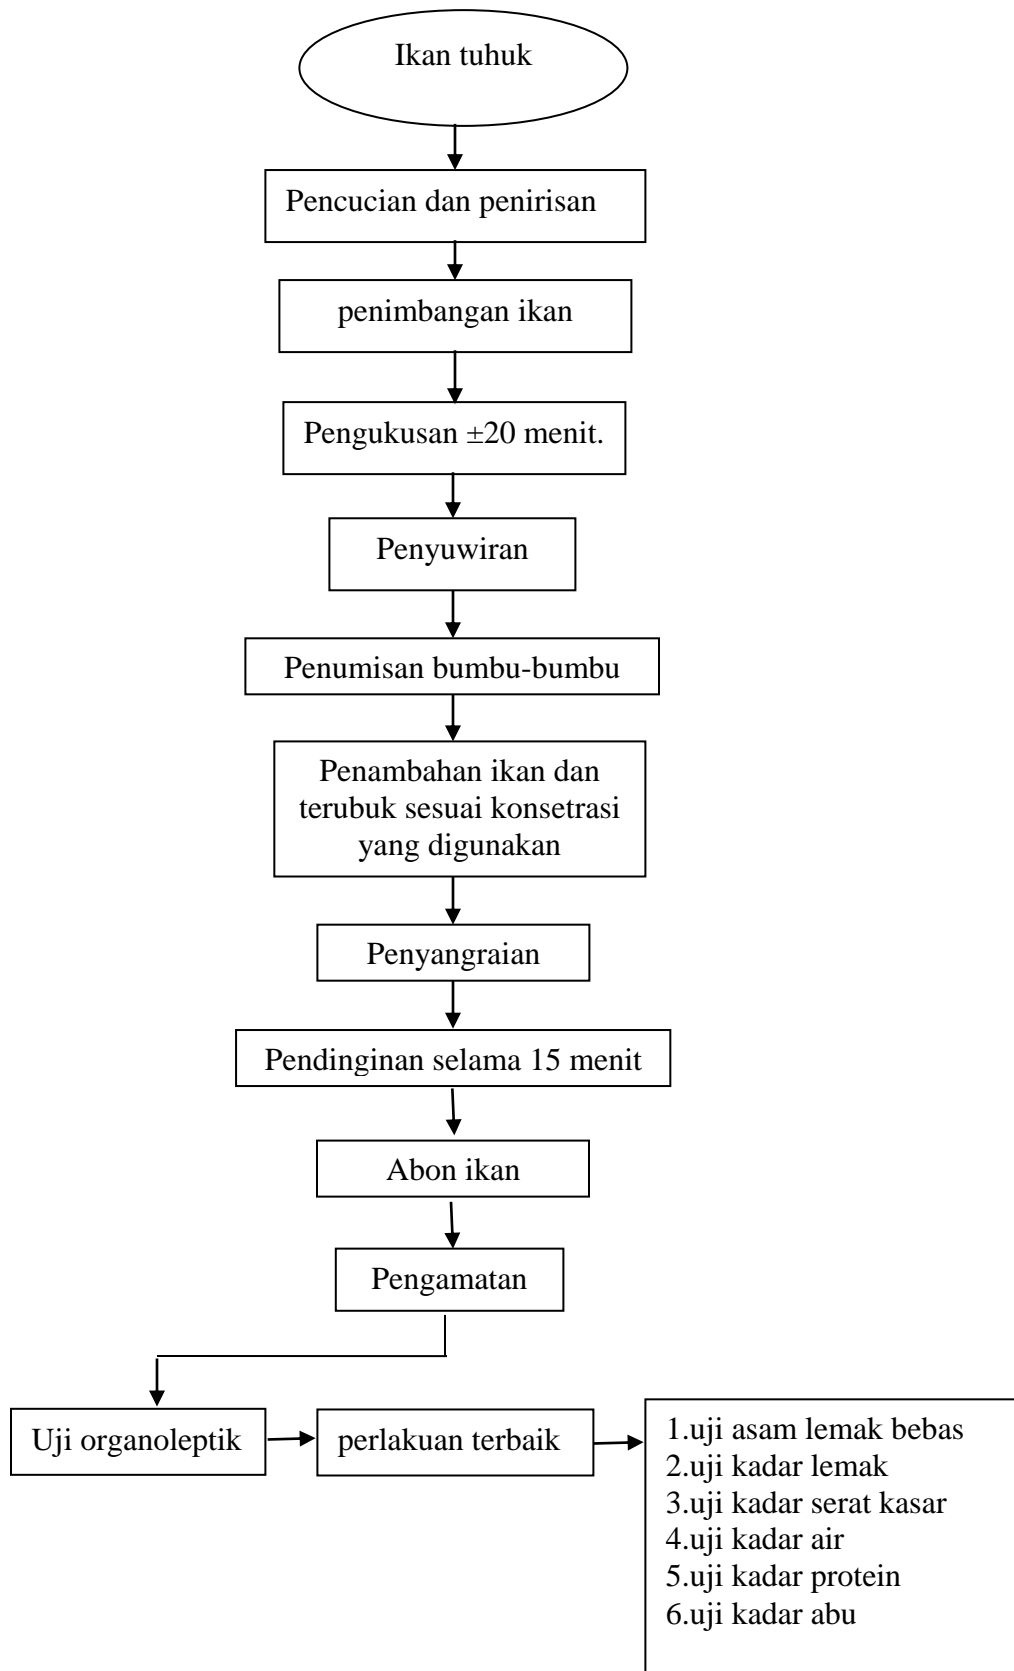 Ikan tuhuk
Pencucian dan penirisan
penimbangan ikan
Pengukusan ±20 menit.
Penyuwiran
Penumisan bumbu-bumbu
Penambahan ikan dan
terubuk sesuai konsetrasi
yang digunakan
Penyangraian
Pendinginan selama 15 menit
Abon ikan
Pengamatan
Uji organoleptik
perlakuan terbaik
1.uji asam lemak bebas
2.uji kadar lemak
3.uji kadar serat kasar
4.uji kadar air
5.uji kadar protein
6.uji kadar abu